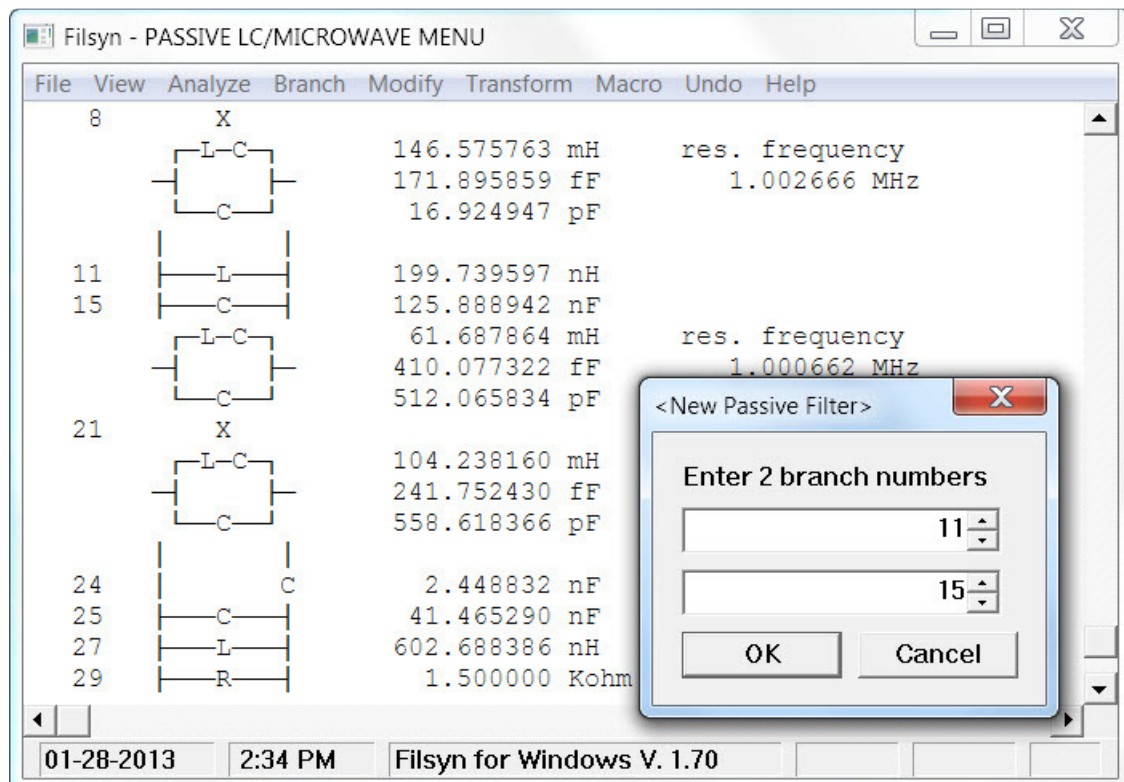 Filsyn - PASSIVE LC/MICROWAVE MENU
File View Analyze Branch Modify Transform Macro Undo Help
8 X
L-C 146.575763 mH res. frequency
171.895859 fF 1.002666 MHz
C 16.924947 pF
11 L 199.739597 nH
15 C 125.888942 nF
L-C 61.687864 mH res. frequency
410.077322 fF 1.000662 MHz
C 512.065834 pF
21 X
L-C 104.238160 mH
241.752430 fF
C 558.618366 pF
24 C 2.448832 nF
25 C 41.465290 nF
27 L 602.688386 nH
29 R 1.500000 Kohm
<New Passive Filter>
Enter 2 branch numbers
11
15
OK Cancel
01-28-2013 2:34 PM Filsyn for Windows V. 1.70